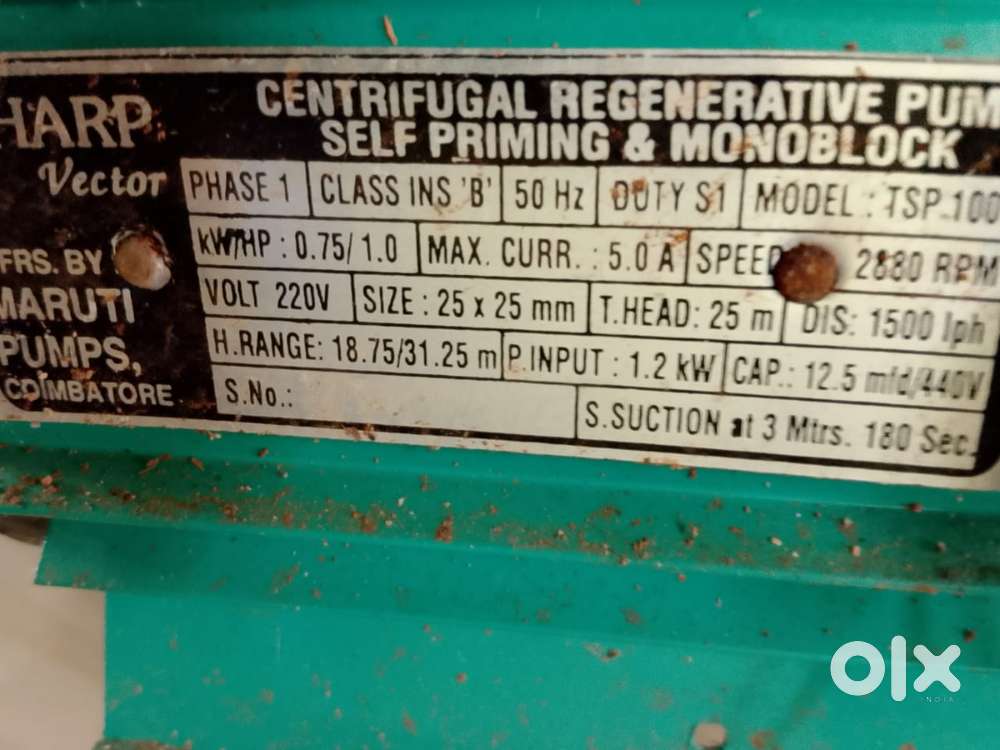 HARP
Vector
MFRS. BY
MARUTI
PUMPS,
COIMBATORE
CENTRIFUGAL REGENERATIVE PUM
SELF PRIMING & MONOBLOCK
PHASE 1 CLASS INS 'B' 50 Hz DUTY S1 MODEL : TSP 100
kW/HP : 0.75/ 1.0 MAX. CURR. : 5.0 A SPEED 2880 RPM
VOLT 220V SIZE : 25 x 25 mm T.HEAD: 25 m DIS: 1500 lph
H.RANGE: 18.75/31.25 m P.INPUT : 1.2 kW CAP.: 12.5 mfd/440V
S.No.: S.SUCTION at 3 Mtrs. 180 Sec.
olx
INDIA